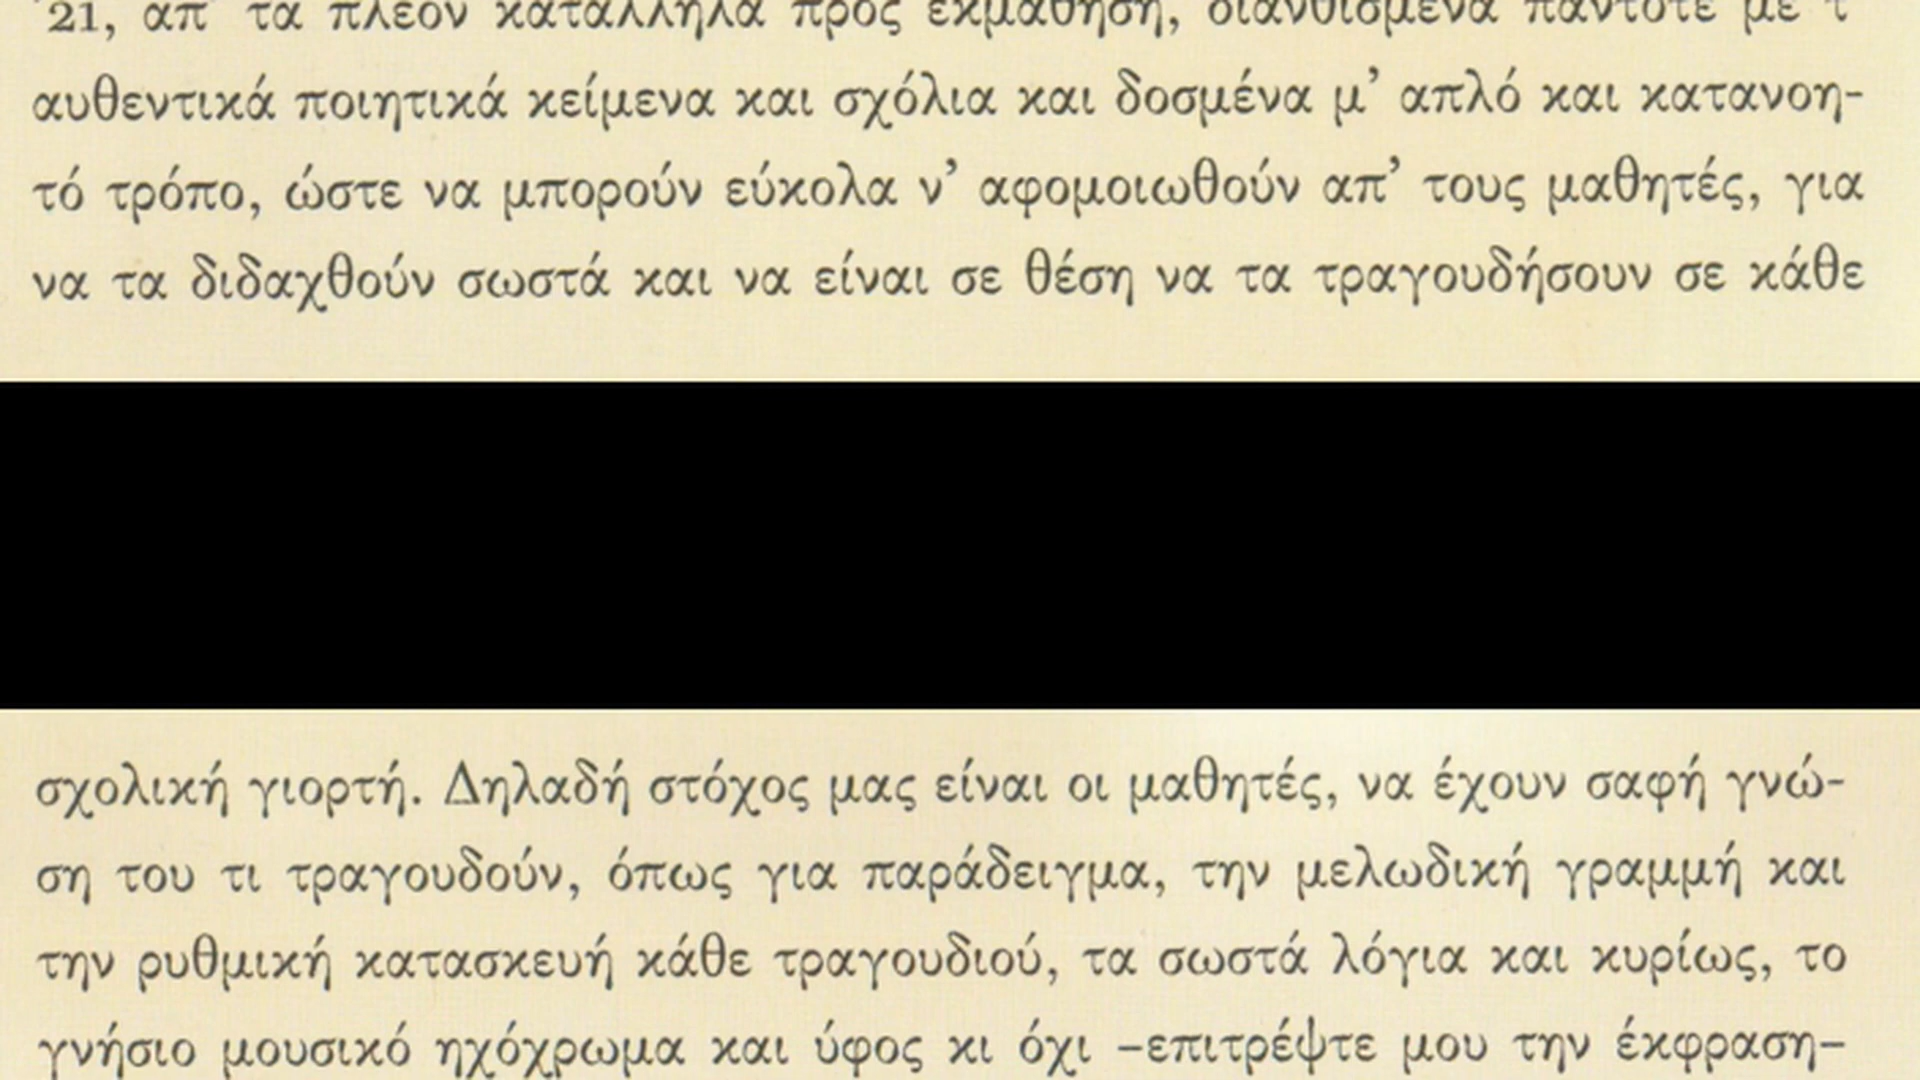 '21, απ' τα πλέον κατάλληλα προς εκμάθηση, διανθισμένα πάντοτε με τ
αυθεντικά ποιητικά κείμενα και σχόλια και δοσμένα μ' απλό και κατανοη-
τό τρόπο, ώστε να μπορούν εύκολα ν' αφομοιωθούν απ' τους μαθητές, για
να τα διδαχθούν σωστά και να είναι σε θέση να τα τραγουδήσουν σε κάθε
σχολική γιορτή. Δηλαδή στόχος μας είναι οι μαθητές, να έχουν σαφή γνώ-
ση του τι τραγουδούν, όπως για παράδειγμα, την μελωδική γραμμή και
την ρυθμική κατασκευή κάθε τραγουδιού, τα σωστά λόγια και κυρίως, το
γνήσιο μουσικό ηχόχρωμα και ύφος κι όχι –επιτρέψτε μου την έκφραση–